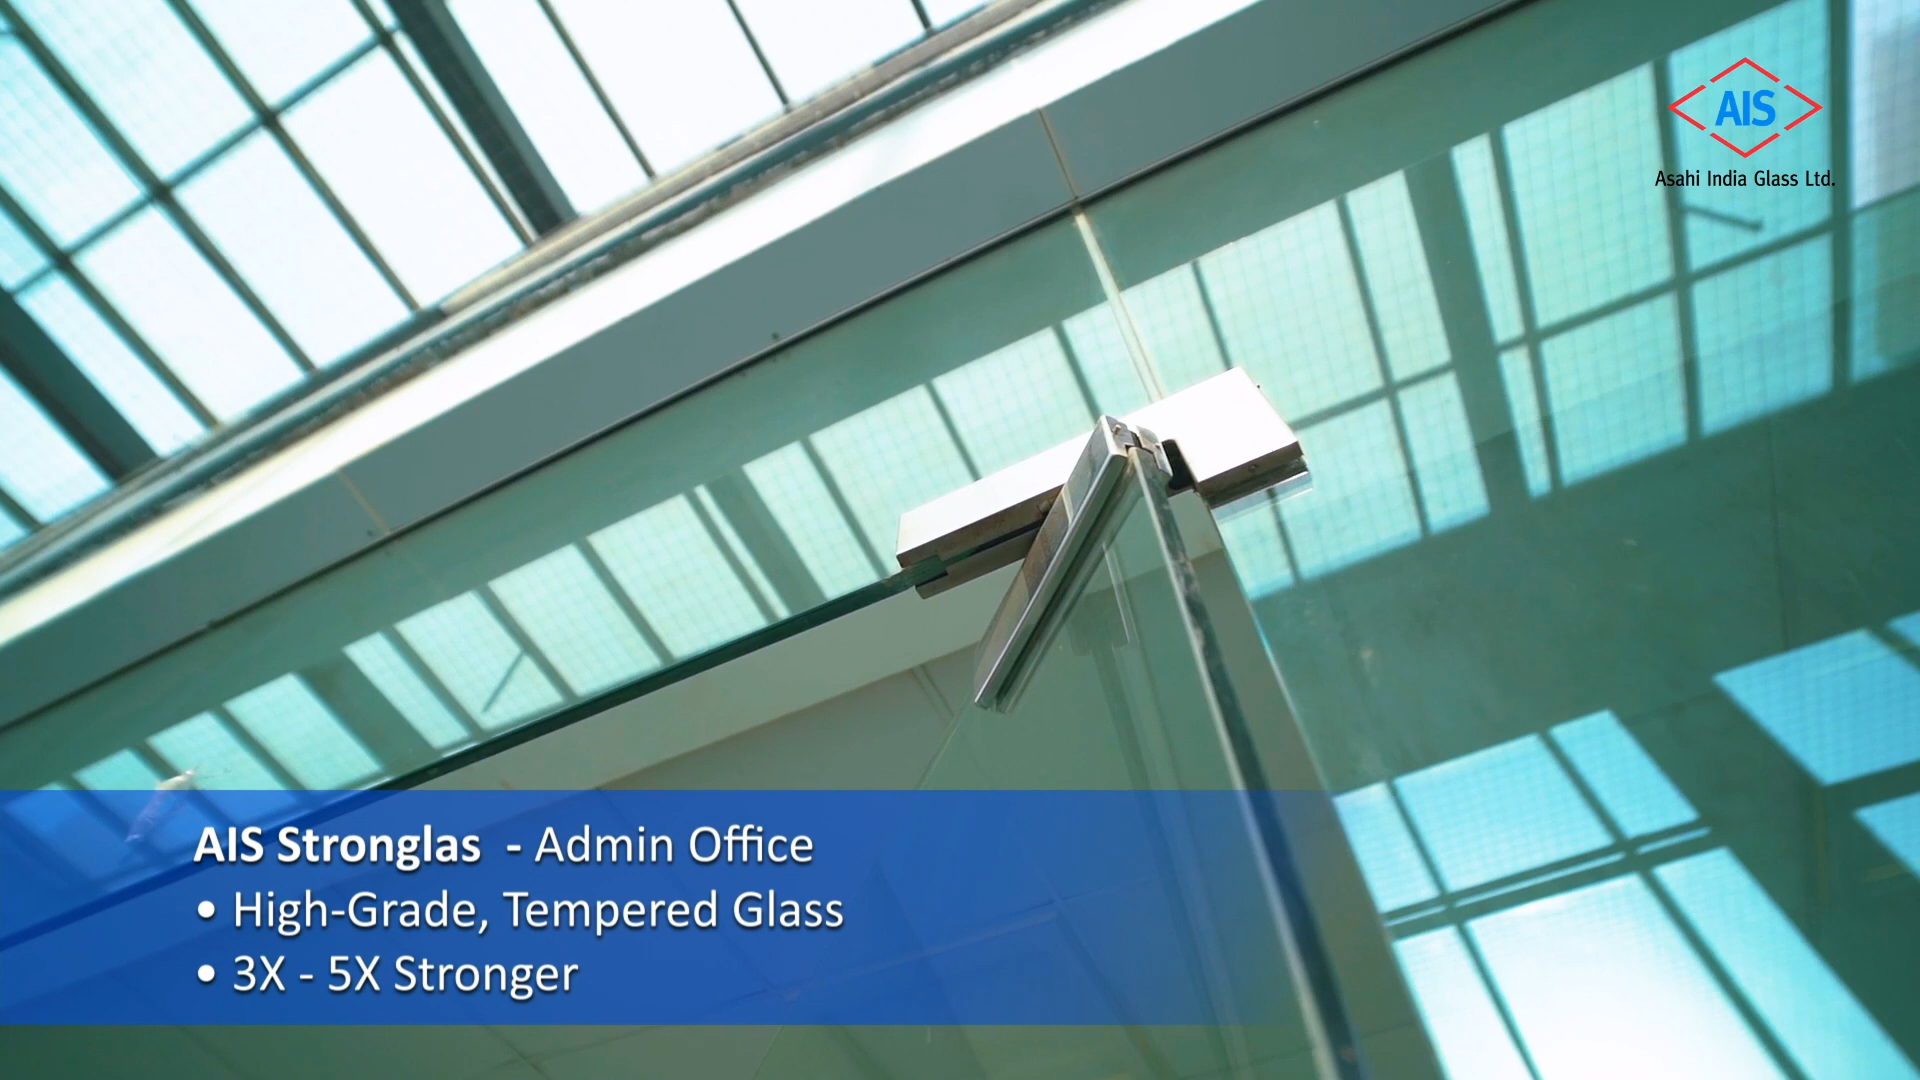 AIS
Asahi India Glass Ltd.
AIS Stronglas - Admin Office
• High-Grade, Tempered Glass
• 3X - 5X Stronger